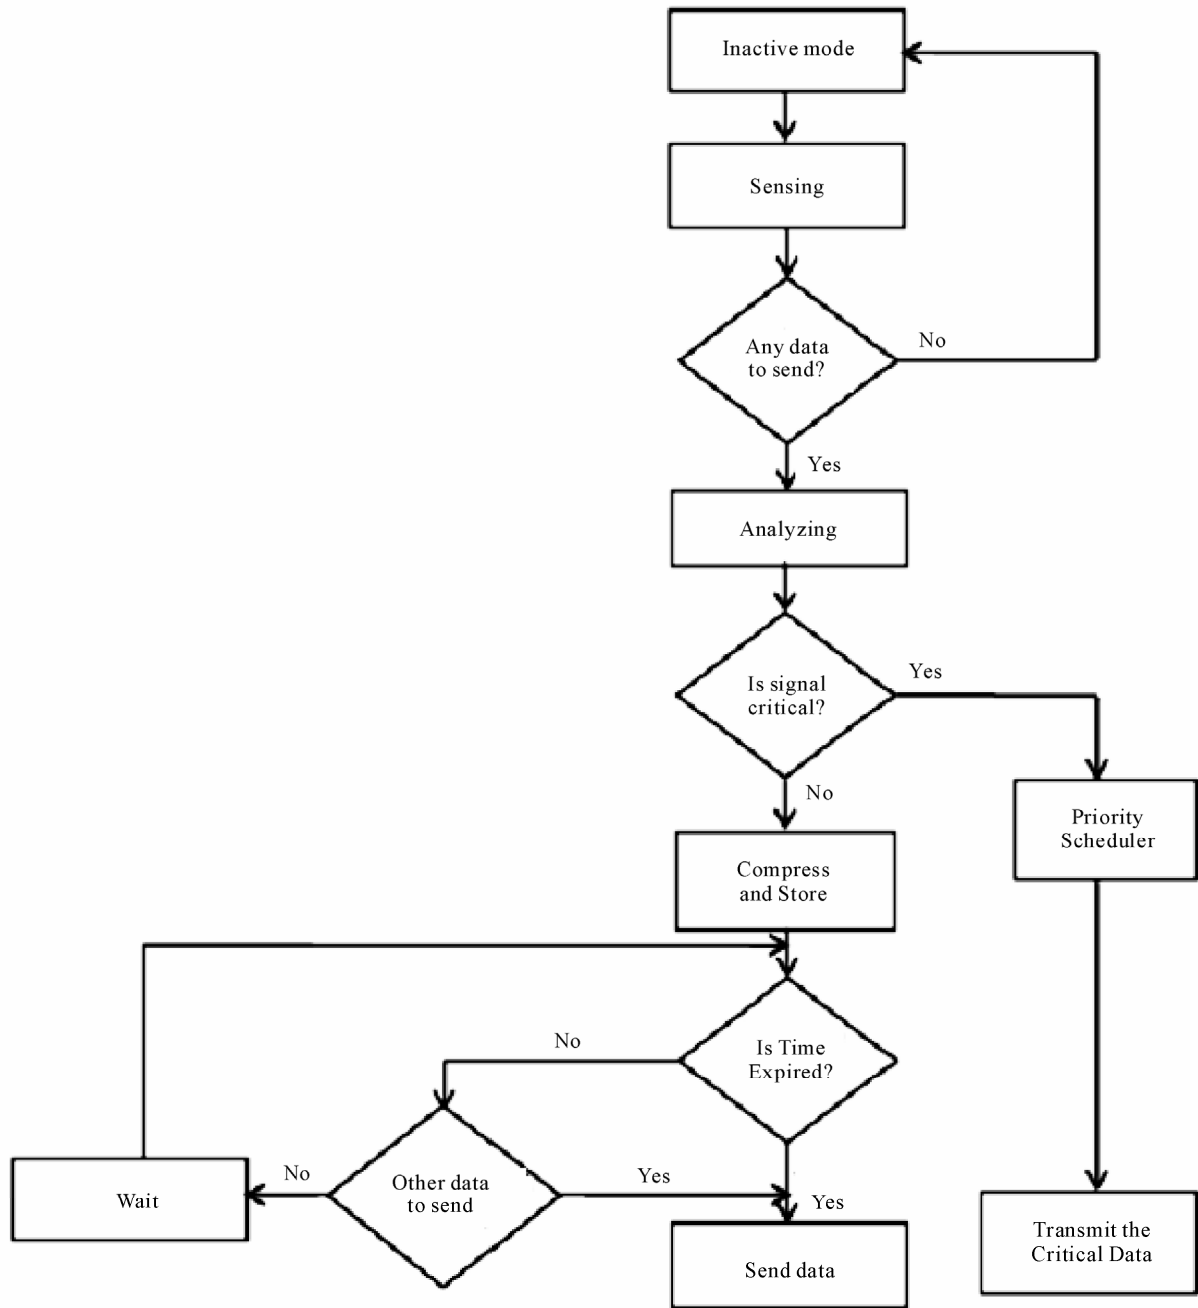 Inactive mode
Sensing
Any data
to send?
No
Yes
Analyzing
Is signal
critical?
Yes
No
Priority
Scheduler
Compress
and Store
No
Is Time
Expired?
Other data
to send
No
Yes
Yes
Wait
Send data
Transmit the
Critical Data